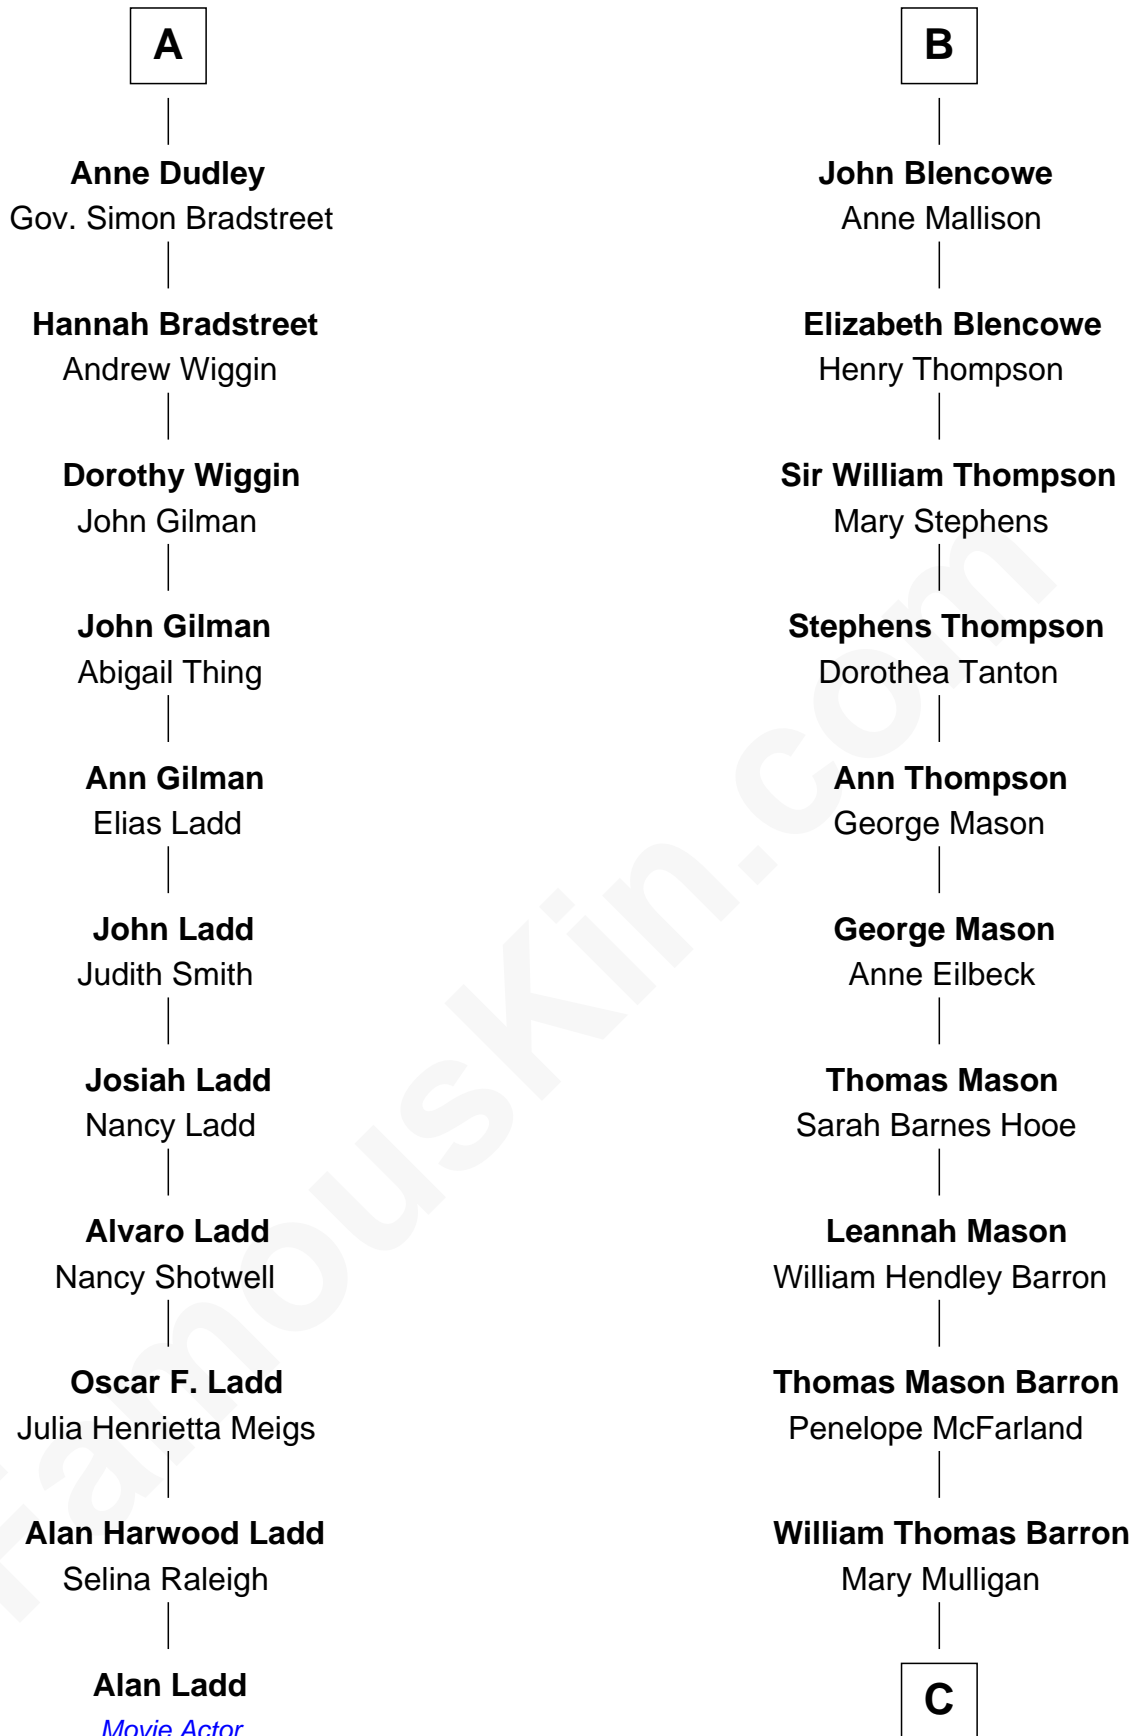 A
Anne Dudley
Gov. Simon Bradstreet
Hannah Bradstreet
Andrew Wiggin
Dorothy Wiggin
John Gilman
John Gilman
Abigail Thing
Ann Gilman
Elias Ladd
John Ladd
Judith Smith
Josiah Ladd
Nancy Ladd
Alvaro Ladd
Nancy Shotwell
Oscar F. Ladd
Julia Henrietta Meigs
Alan Harwood Ladd
Selina Raleigh
Alan Ladd
Movie Actor
B
John Blencowe
Anne Mallison
Elizabeth Blencowe
Henry Thompson
Sir William Thompson
Mary Stephens
Stephens Thompson
Dorothea Tanton
Ann Thompson
George Mason
George Mason
Anne Eilbeck
Thomas Mason
Sarah Barnes Hooe
Leannah Mason
William Hendley Barron
Thomas Mason Barron
Penelope McFarland
William Thomas Barron
Mary Mulligan
C
FamousKin.com